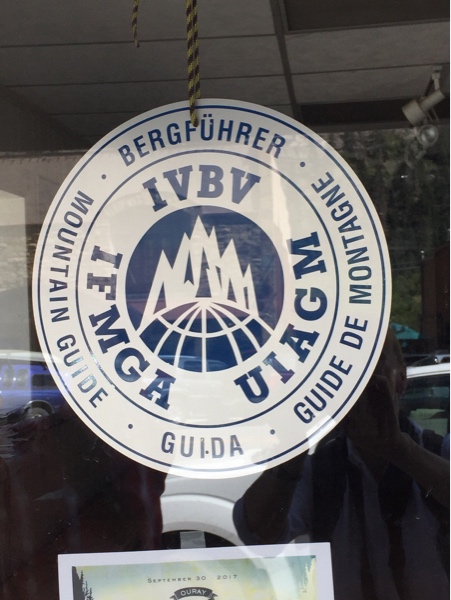 BERGFÜHRER
IVBV
MOUNTAIN GUIDE
IFMGA
UIAGM
GUIDE DE MONTAGNE
GUIDA
SEPTEMBER 30 2017
OURAY